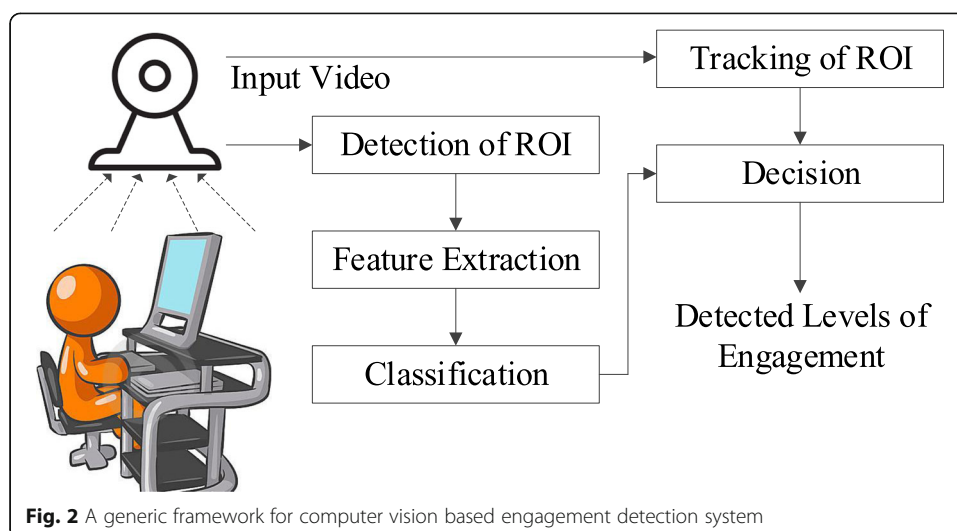 Input Video
Tracking of ROI
Detection of ROI
Decision
Feature Extraction
Classification
Detected Levels of
Engagement
Fig. 2 A generic framework for computer vision based engagement detection system